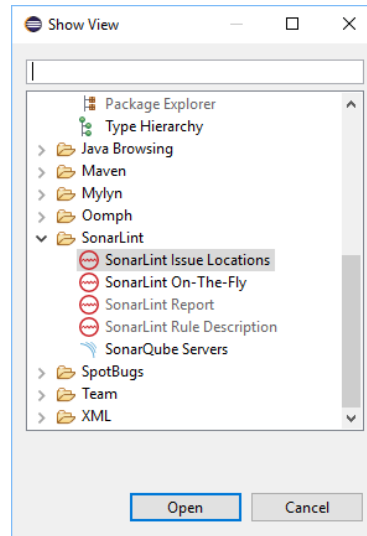 Show View
Package Explorer
Type Hierarchy
Java Browsing
Maven
Mylyn
Oomph
SonarLint
SonarLint Issue Locations
SonarLint On-The-Fly
SonarLint Report
SonarLint Rule Description
SonarQube Servers
SpotBugs
Team
XML
Open Cancel